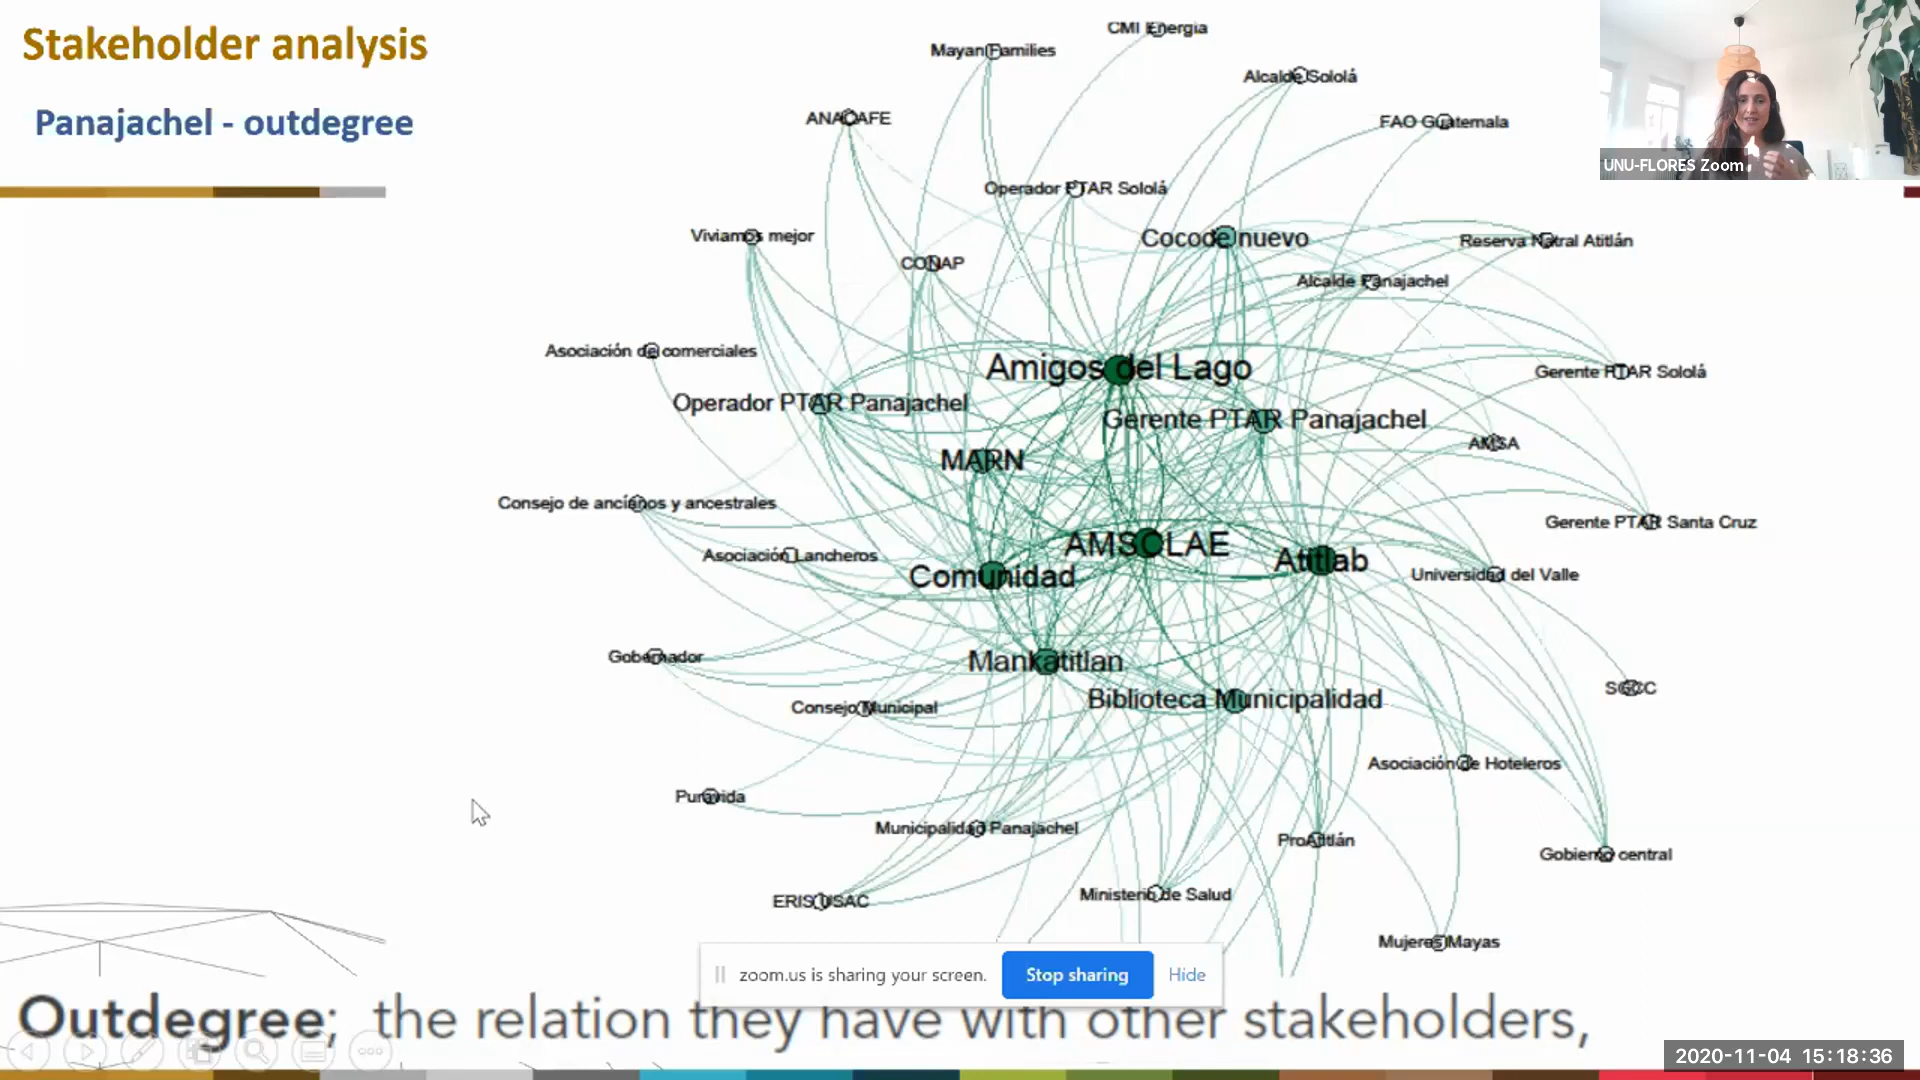 Stakeholder analysis
Panajachel - outdegree
CMI Energia
Mayan Families
Alcalde Sololá
ANACAFE
FAO Guatemala
UNU-FLORES Zoom
Operador PTAR Sololá
Viviamos mejor
Cocode nuevo
Reserva Natral Atitlán
CONAP
Alcalde Panajachel
Asociación de comerciales
Amigos del Lago
Gerente PTAR Sololá
Operador PTAR Panajachel
Gerente PTAR Panajachel
AMSA
MARN
Consejo de ancianos y ancestrales
Gerente PTAR Santa Cruz
AMSCLAE
Asociación Lancheros
Atitlab
Comunidad
Universidad del Valle
Gobernador
Mankatitlan
SGCC
Biblioteca Municipalidad
Consejo Municipal
Asociación de Hoteleros
Puravida
Municipalidad Panajachel
ProAtitlán
Gobierno central
Ministerio de Salud
ERIS USAC
Mujeres Mayas
zoom.us is sharing your screen.
Stop sharing
Hide
Outdegree; the relation they have with other stakeholders,
2020-11-04 15:18:36